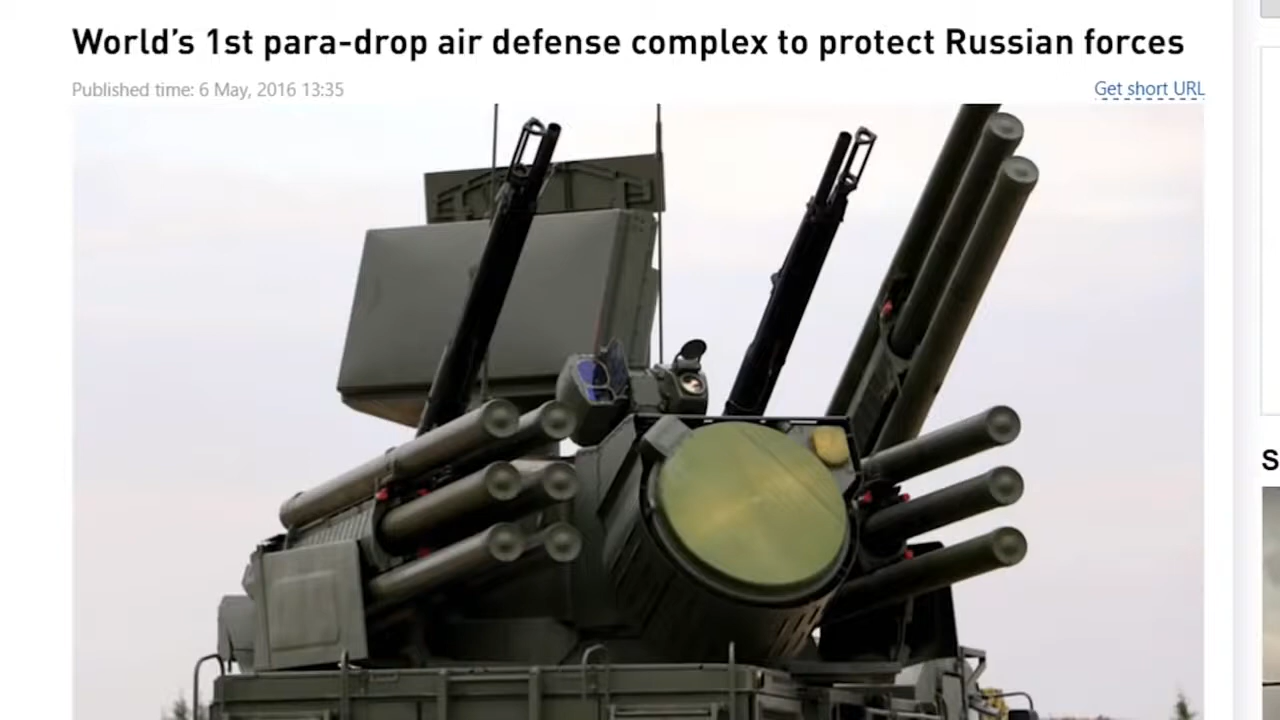 World's 1st para-drop air defense complex to protect Russian forces
Published time: 6 May, 2016 13:35
Get short URL
S